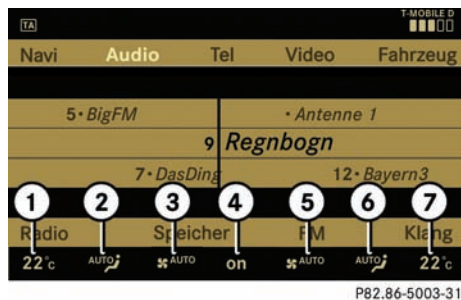 TA T-MOBILE D
Navi Audio Tel Video Fahrzeug
5 • BigFM • Antenne 1
9 Regnbogn
7 • DasDing 12 • Bayern3
1 2 3 4 5 6 7
Radio Speicher FM Klang
22°c AUTO AUTO on AUTO AUTO 22°c
P82.86-5003-31